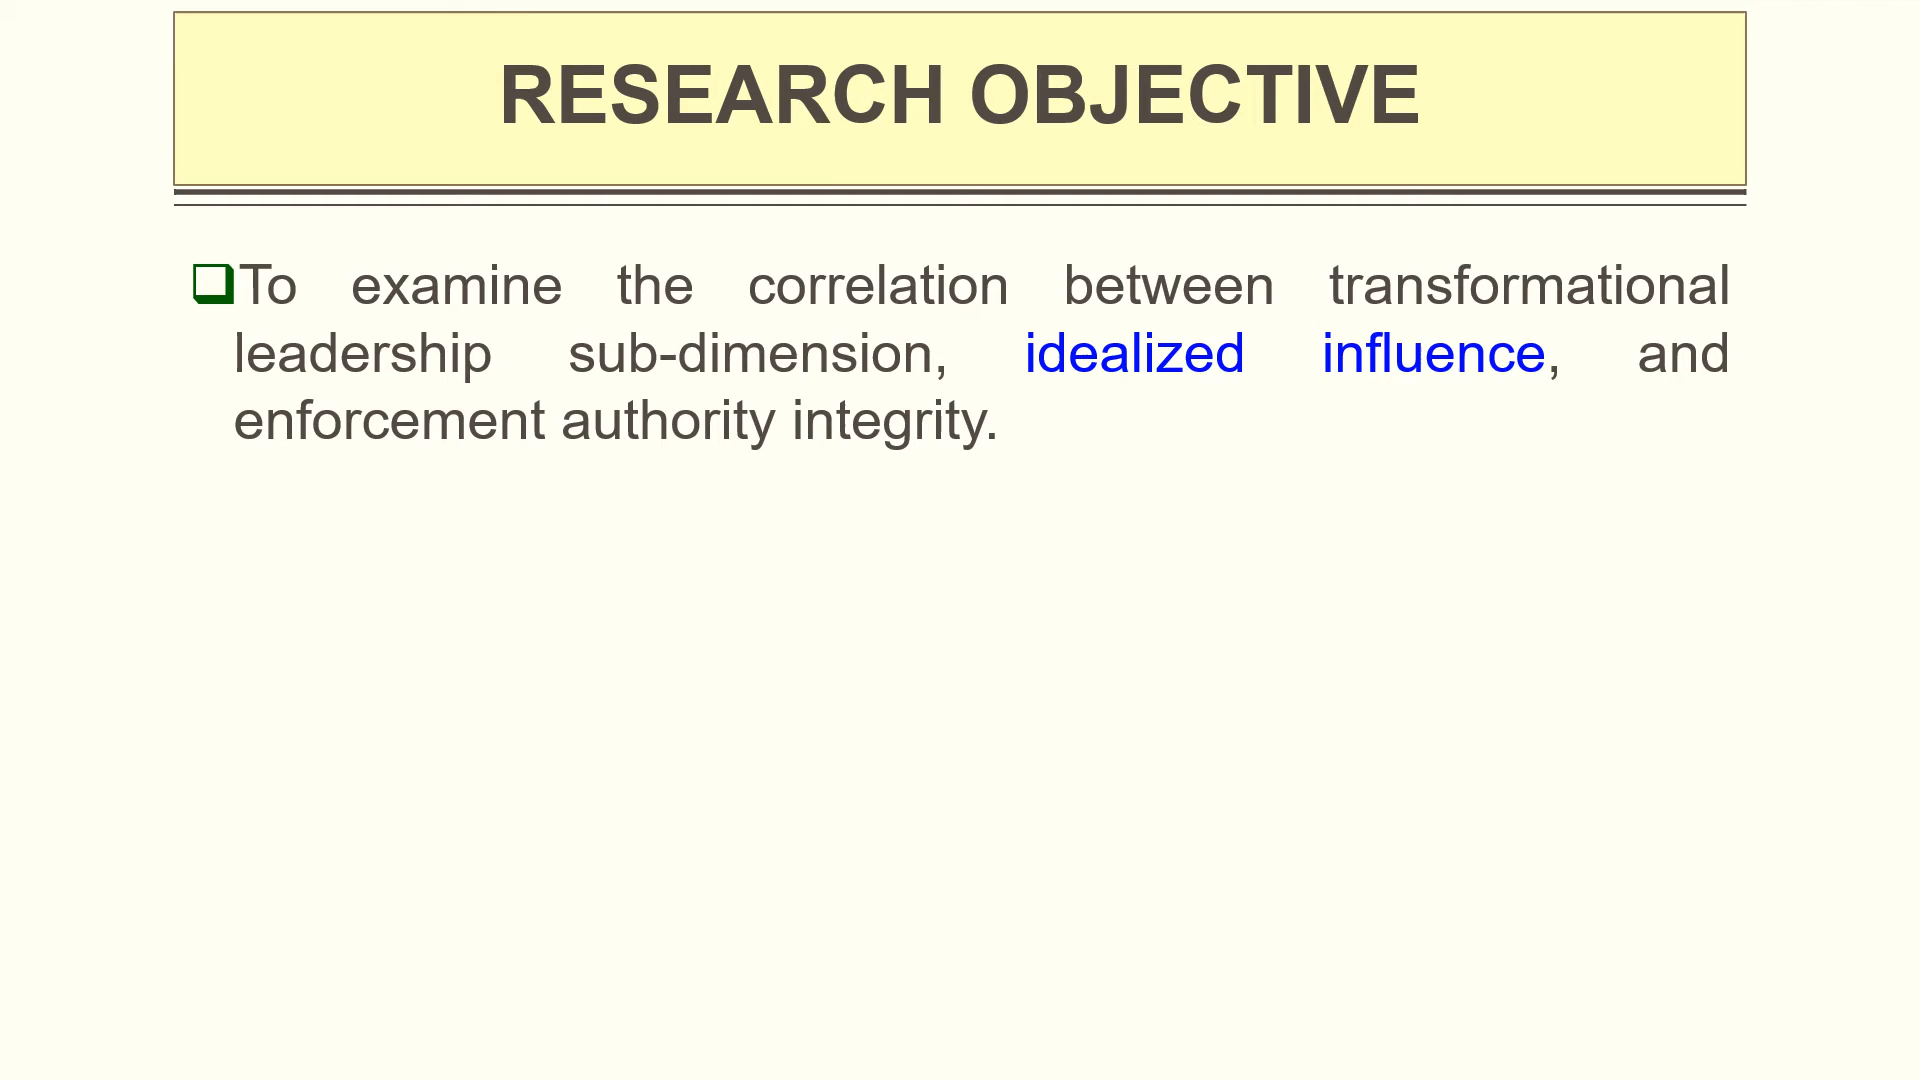 RESEARCH OBJECTIVE
To examine the correlation between transformational
leadership sub-dimension, idealized influence, and
enforcement authority integrity.